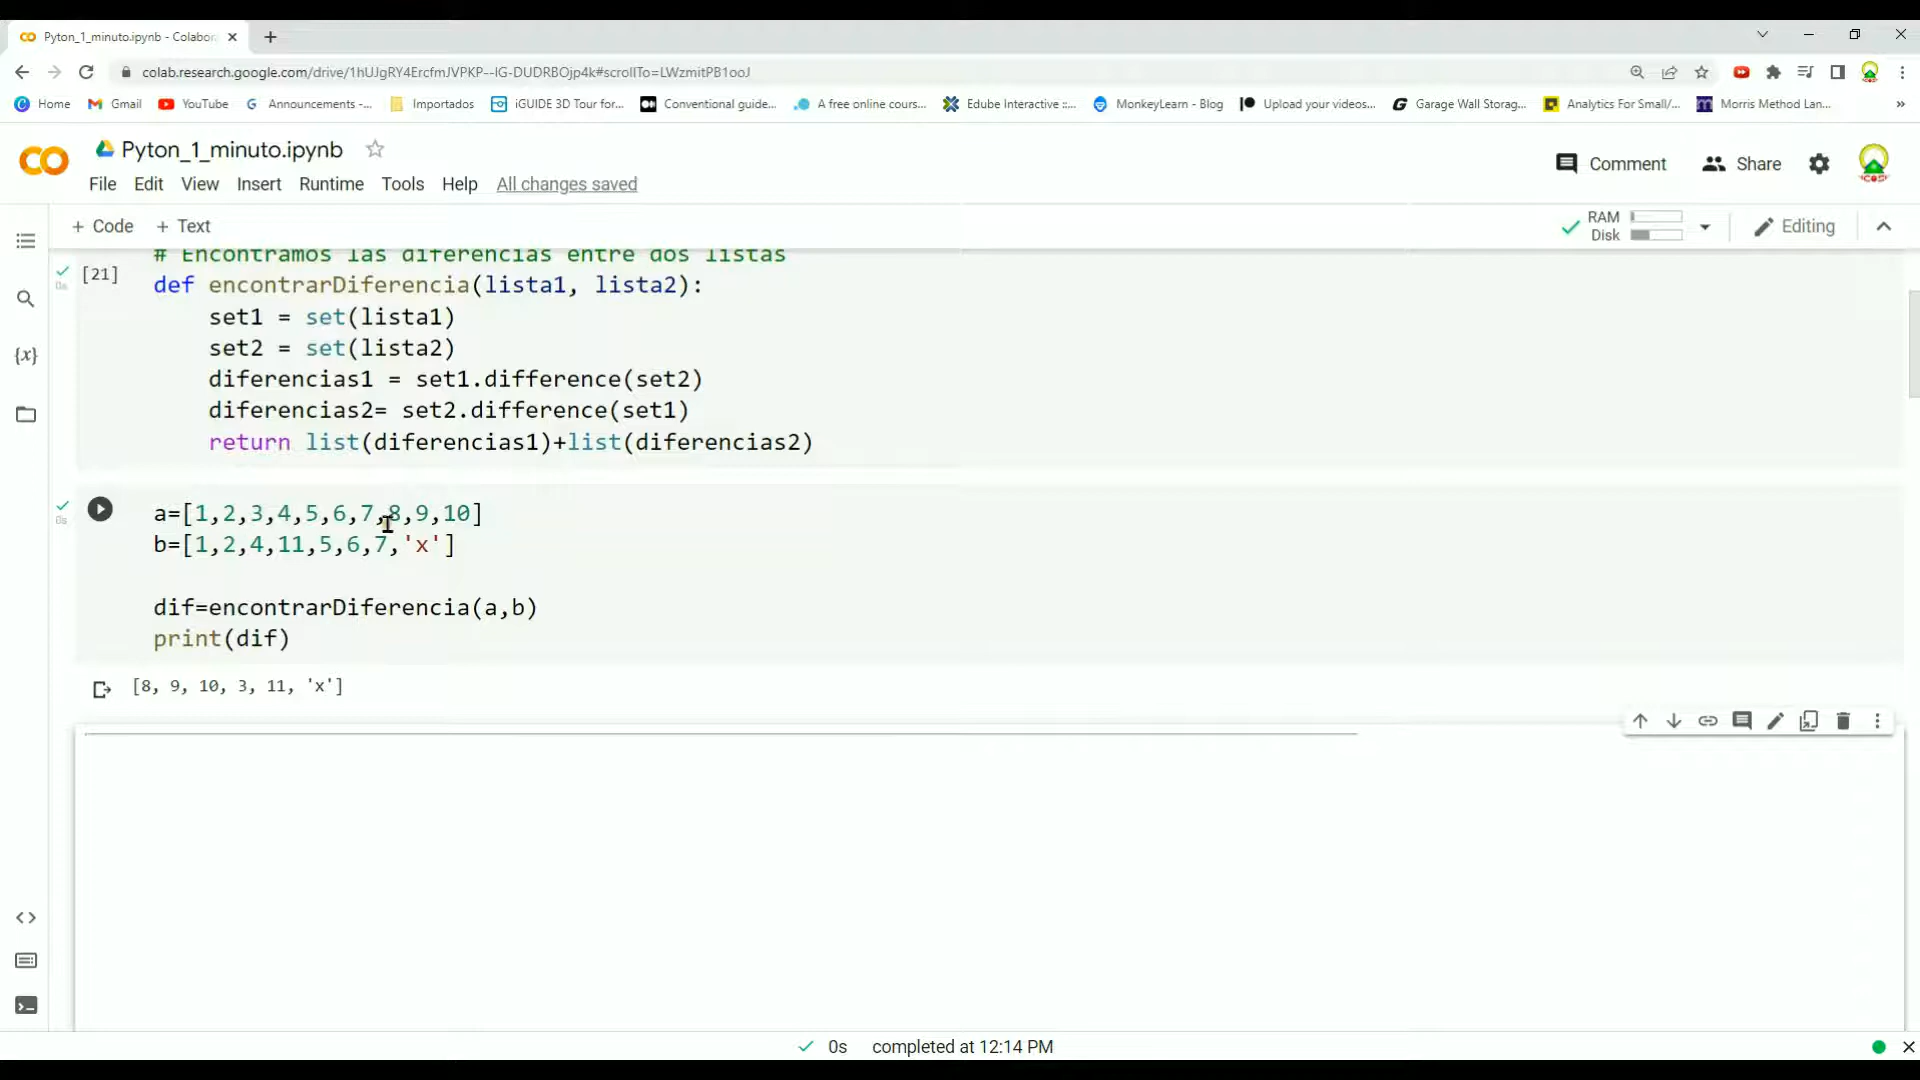 Pyton_1_minuto.ipynb - Colabor
colab.research.google.com/drive/1hUJgRY4ErcfmJVPKP--IG-DUDRBOjp4k#scrollTo=LWzmitPB1ooJ
Home Gmail YouTube Announcements -... Importados iGUIDE 3D Tour for... Conventional guide... A free online cours... Edube Interactive ::... MonkeyLearn - Blog Upload your videos... Garage Wall Storag... Analytics For Small/... Morris Method Lan... »
Pyton_1_minuto.ipynb
Comment Share
File Edit View Insert Runtime Tools Help All changes saved
+ Code + Text
RAM
Disk
Editing
# Encontramos las diferencias entre dos listas
[21] def encontrarDiferencia(lista1, lista2):
set1 = set(lista1)
set2 = set(lista2)
diferencias1 = set1.difference(set2)
diferencias2= set2.difference(set1)
return list(diferencias1)+list(diferencias2)
0s
a=[1,2,3,4,5,6,7,8,9,10]
0s
b=[1,2,4,11,5,6,7,'x']
dif=encontrarDiferencia(a,b)
print(dif)
[8, 9, 10, 3, 11, 'x']
0s completed at 12:14 PM